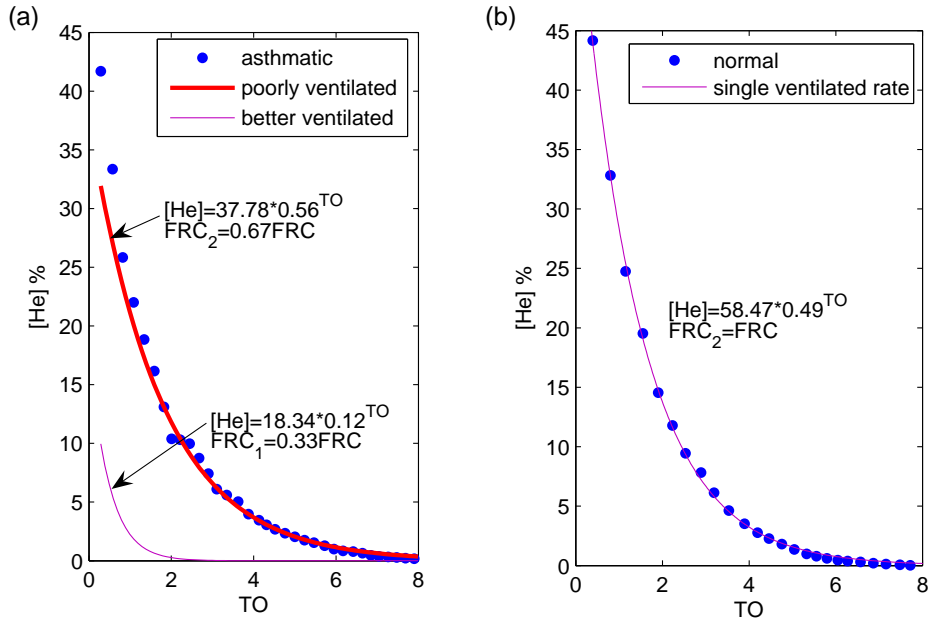 (a)
45
40
35
30
25
20
15
10
5
0
[He] %
asthmatic
poorly ventilated
better ventilated
[He]=37.78*0.56^TO
FRC_2=0.67FRC
[He]=18.34*0.12^TO
FRC_1=0.33FRC
0 2 4 6 8
TO
(b)
45
40
35
30
25
20
15
10
5
0
[He] %
normal
single ventilated rate
[He]=58.47*0.49^TO
FRC_2=FRC
0 2 4 6 8
TO